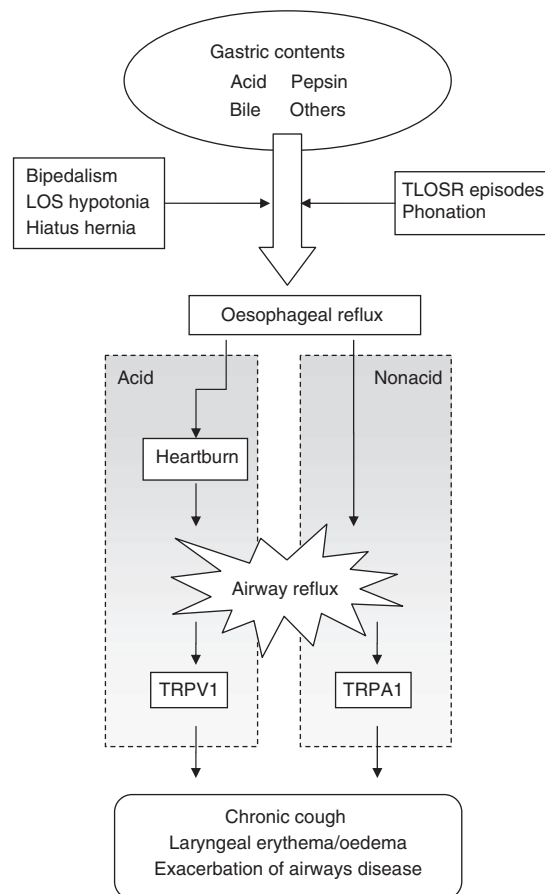 Gastric contents
Acid Pepsin
Bile Others
Bipedalism
LOS hypotonia
Hiatus hernia
TLOSR episodes
Phonation
Oesophageal reflux
Acid
Nonacid
Heartburn
Airway reflux
TRPV1
TRPA1
Chronic cough
Laryngeal erythema/oedema
Exacerbation of airways disease